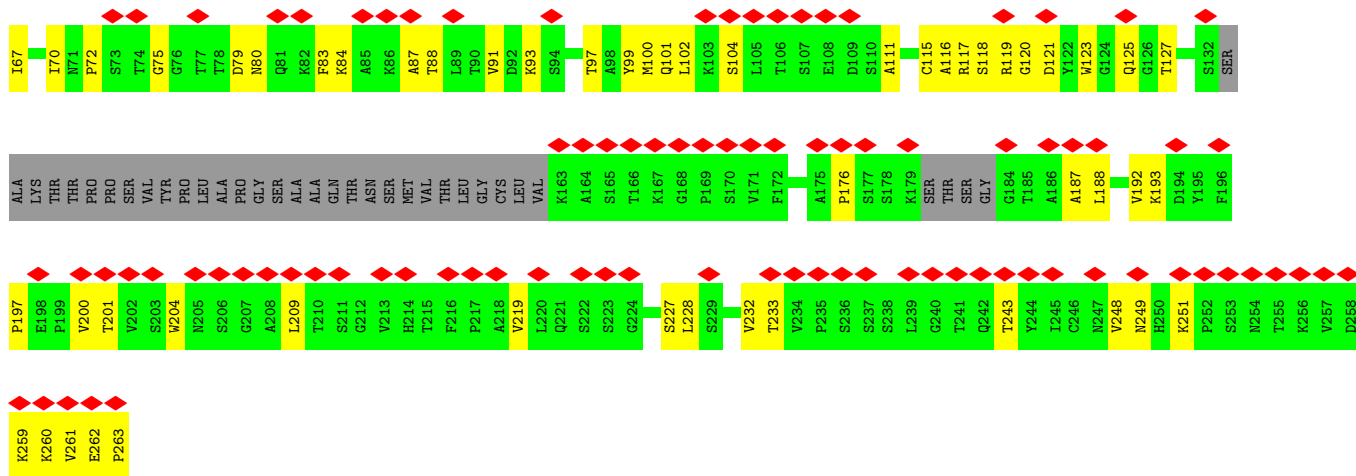 I67 I70 N71 P72 S73 T74 G75 G76 T77 T78 D79 N80 Q81 K82 F83 K84 A85 K86 A87 T88 L89 T90 V91 D92 K93 S94 T97 A98 Y99 M100 Q101 L102 K103 S104 L105 T106 S107 E108 D109 S110 A111 C115 A116 R117 S118 R119 G120 D121 Y122 W123 G124 Q125 G126 T127 S132 SER
ALA LYS THR THR PRO PRO SER VAL TYR PRO LEU ALA PRO GLY SER ALA ALA GLN THR ASN SER MET VAL THR LEU GLY CYS LEU VAL K163 A164 S165 T166 K167 G168 P169 S170 V171 F172 A175 P176 S177 S178 K179 SER THR SER GLY G184 T185 A186 A187 L188 V192 K193 D194 Y195 F196
P197 E198 P199 V200 T201 V202 S203 W204 N205 S206 G207 A208 L209 T210 S211 G212 V213 H214 T215 F216 P217 A218 V219 L220 Q221 S222 S223 G224 S227 L228 S229 V232 T233 V234 P235 S236 S237 S238 L239 G240 T241 Q242 T243 Y244 I245 C246 N247 V248 N249 H250 K251 P252 S253 N254 T255 K256 V257 D258
K259 K260 V261 E262 P263